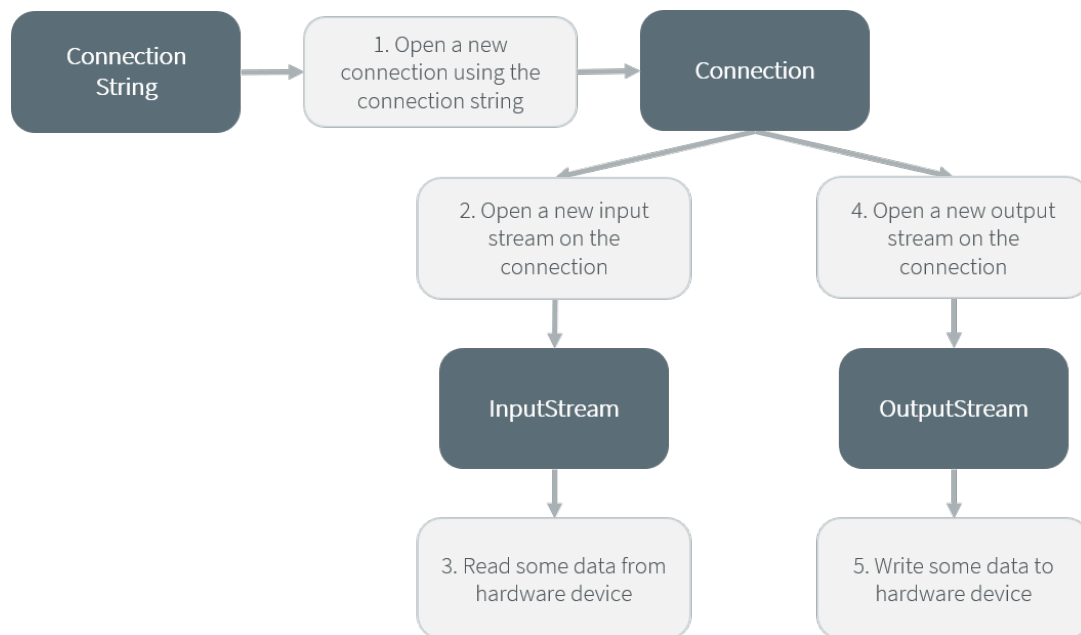 Connection
String
1. Open a new
connection using the
connection string
Connection
2. Open a new input
stream on the
connection
4. Open a new output
stream on the
connection
InputStream
OutputStream
3. Read some data from
hardware device
5. Write some data to
hardware device